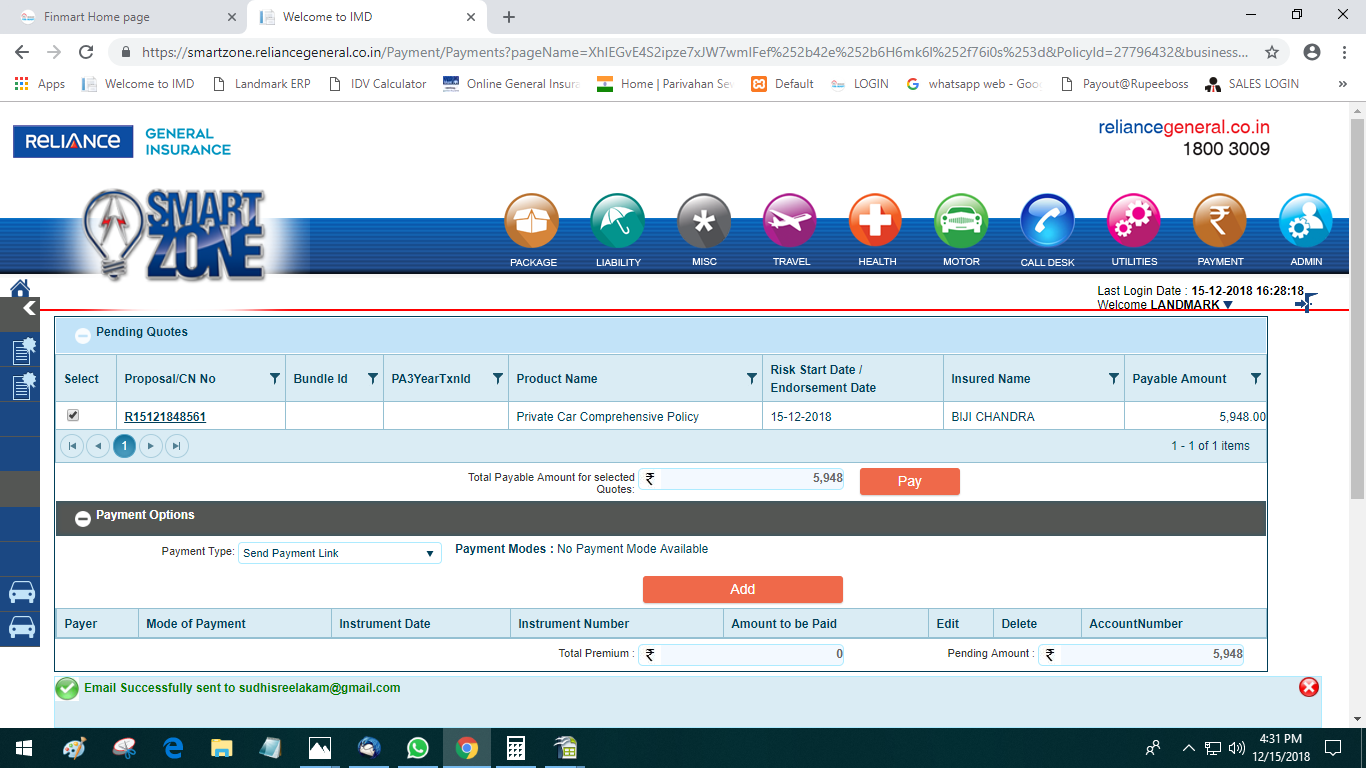 Finmart Home page
Welcome to IMD
https://smartzone.reliancegeneral.co.in/Payment/Payments?pageName=XhIEGvE4S2ipze7xJW7wmIFef%252b42e%252b6H6mk6I%252f76i0s%253d&PolicyId=27796432&business...
Apps Welcome to IMD Landmark ERP IDV Calculator Online General Insura Home | Parivahan Sev Default LOGIN whatsapp web - Goo Payout@Rupeeboss SALES LOGIN »
RELIANCE GENERAL INSURANCE
reliancegeneral.co.in
1800 3009
SMART ZONE
PACKAGE LIABILITY MISC TRAVEL HEALTH MOTOR CALL DESK UTILITIES PAYMENT ADMIN
Last Login Date : 15-12-2018 16:28:18
Welcome LANDMARK
Pending Quotes
Select Proposal/CN No Bundle Id PA3YearTxnId Product Name Risk Start Date / Endorsement Date Insured Name Payable Amount
R15121848561 Private Car Comprehensive Policy 15-12-2018 BIJI CHANDRA 5,948.00
1 1 - 1 of 1 items
Total Payable Amount for selected Quotes: ₹ 5,948 Pay
Payment Options
Payment Type: Send Payment Link Payment Modes : No Payment Mode Available
Add
Payer Mode of Payment Instrument Date Instrument Number Amount to be Paid Edit Delete AccountNumber
Total Premium : ₹ 0 Pending Amount : ₹ 5,948
Email Successfully sent to sudhisreelakam@gmail.com
4:31 PM
12/15/2018